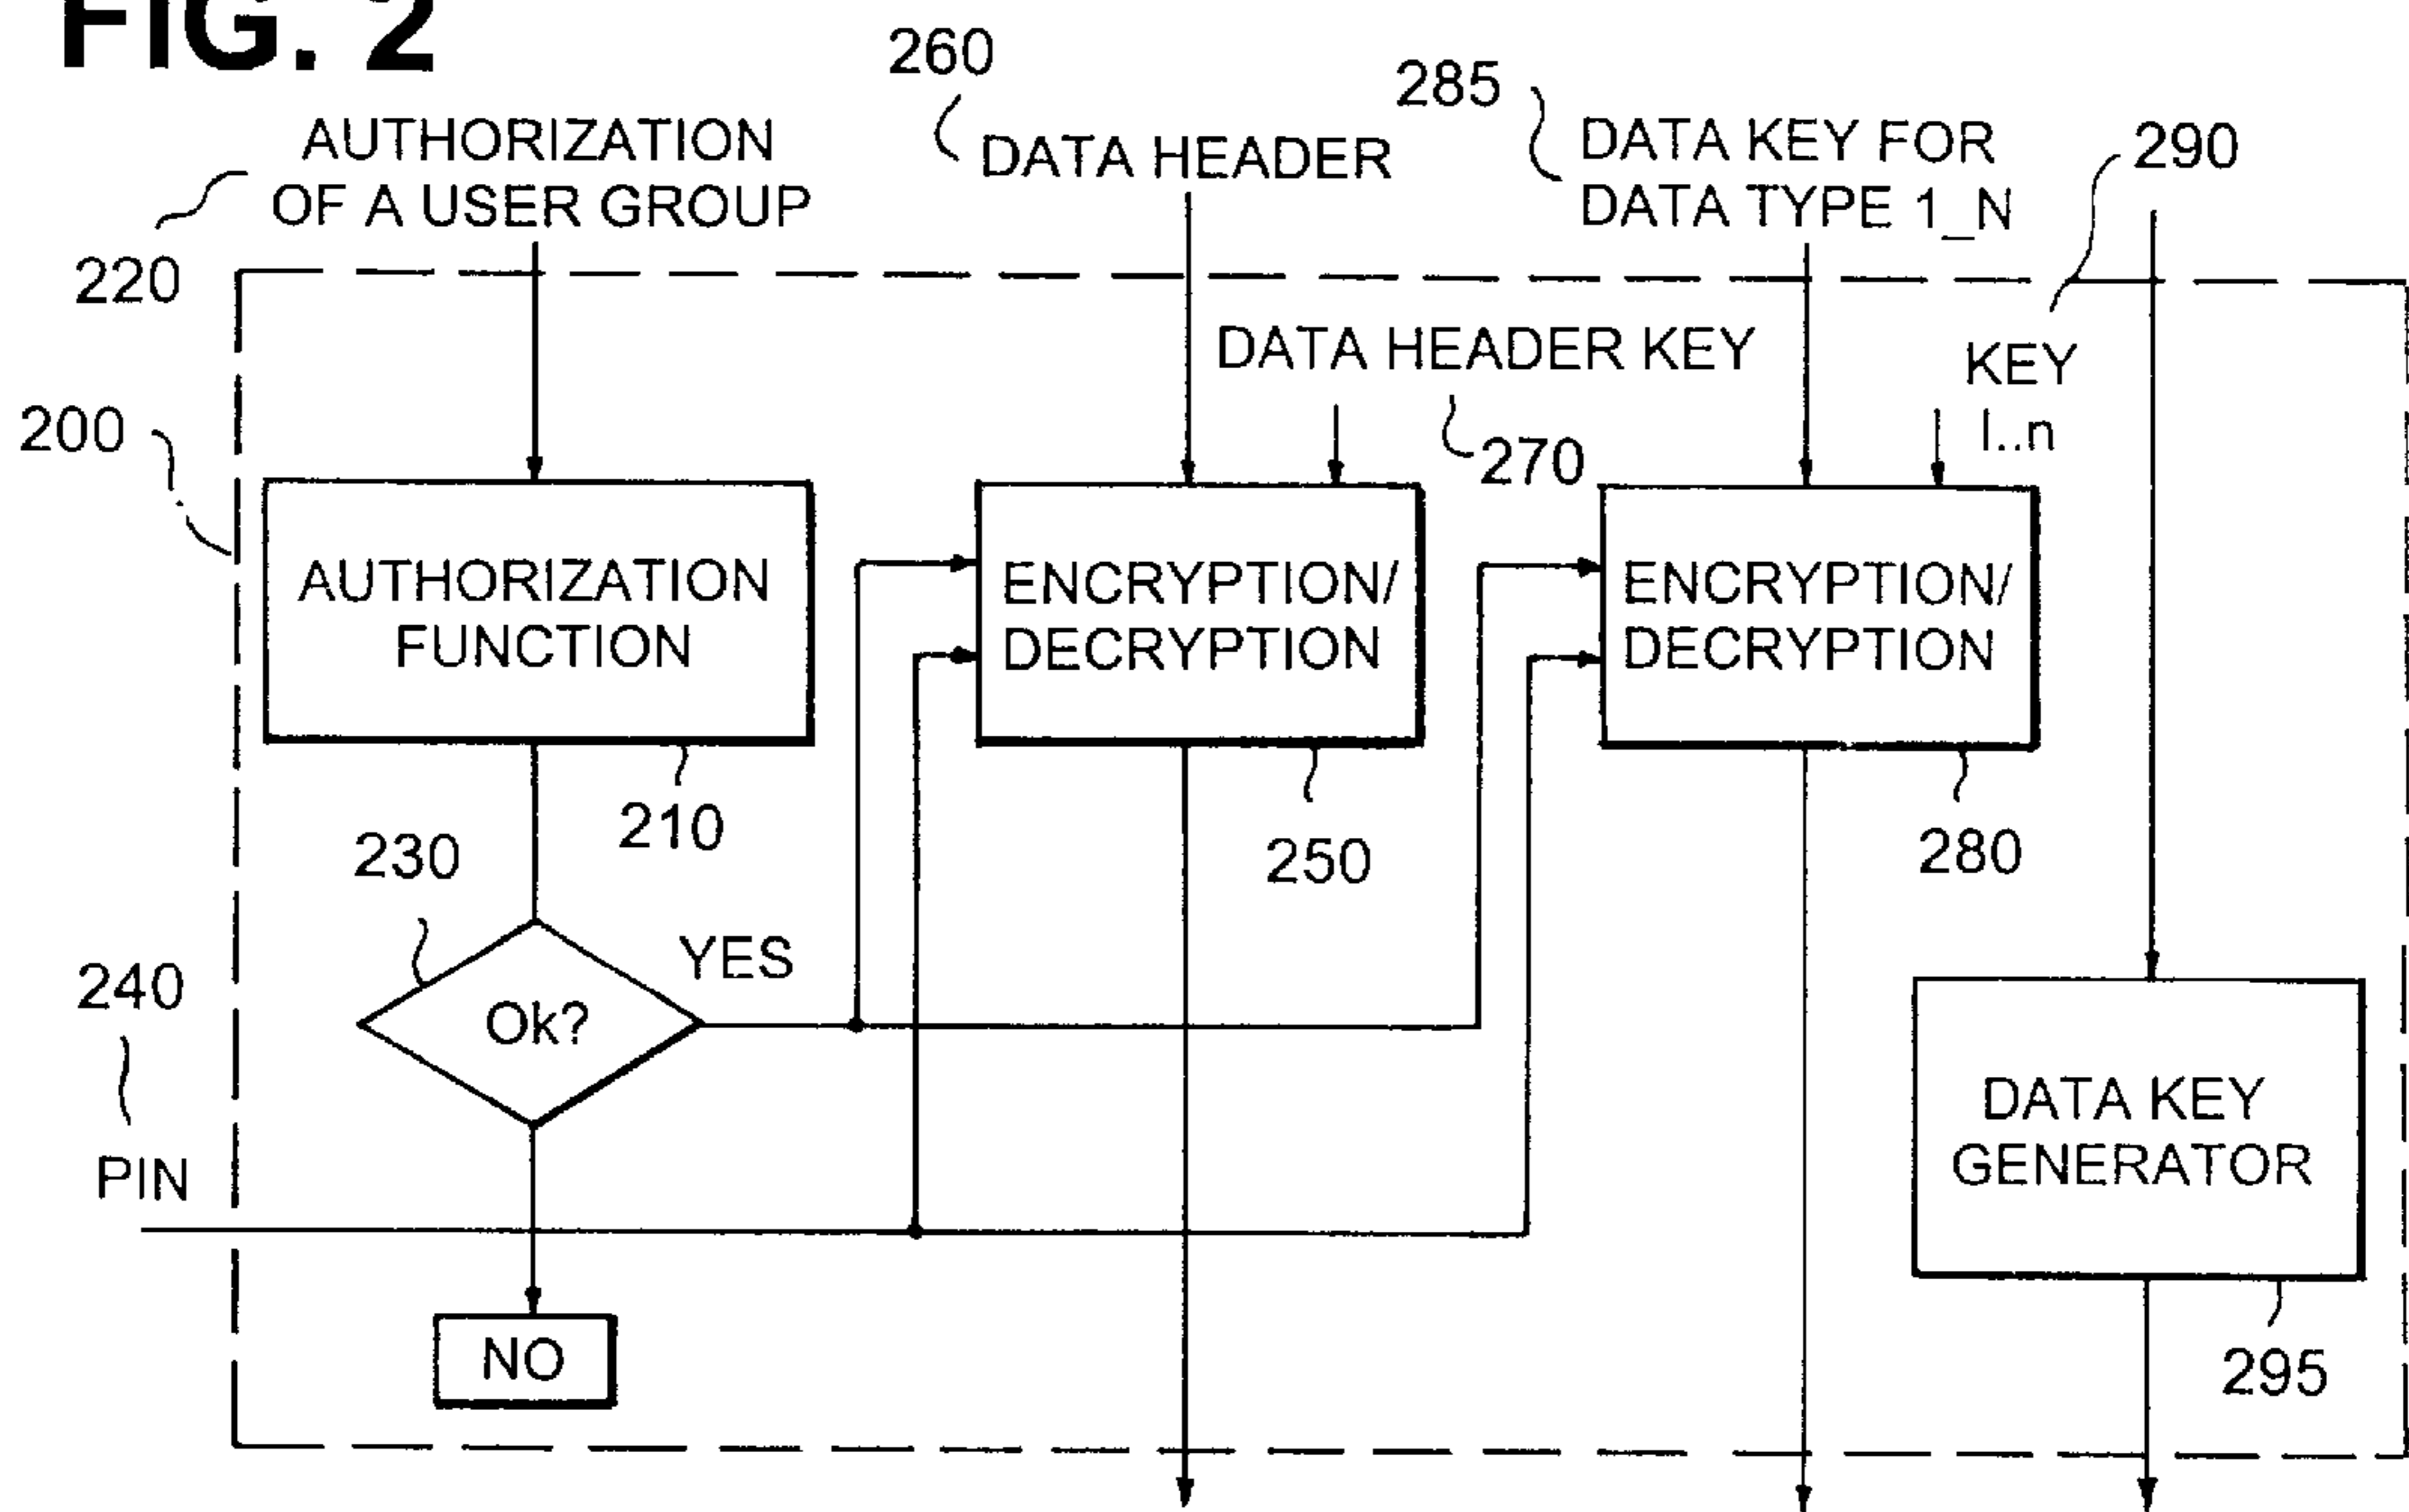 FIG. 2
260
285
AUTHORIZATION
OF A USER GROUP
DATA HEADER
DATA KEY FOR
DATA TYPE 1_N
290
220
DATA HEADER KEY
KEY
I..n
200
270
AUTHORIZATION
FUNCTION
ENCRYPTION/
DECRYPTION
ENCRYPTION/
DECRYPTION
210
250
280
230
YES
240
Ok?
PIN
DATA KEY
GENERATOR
NO
295